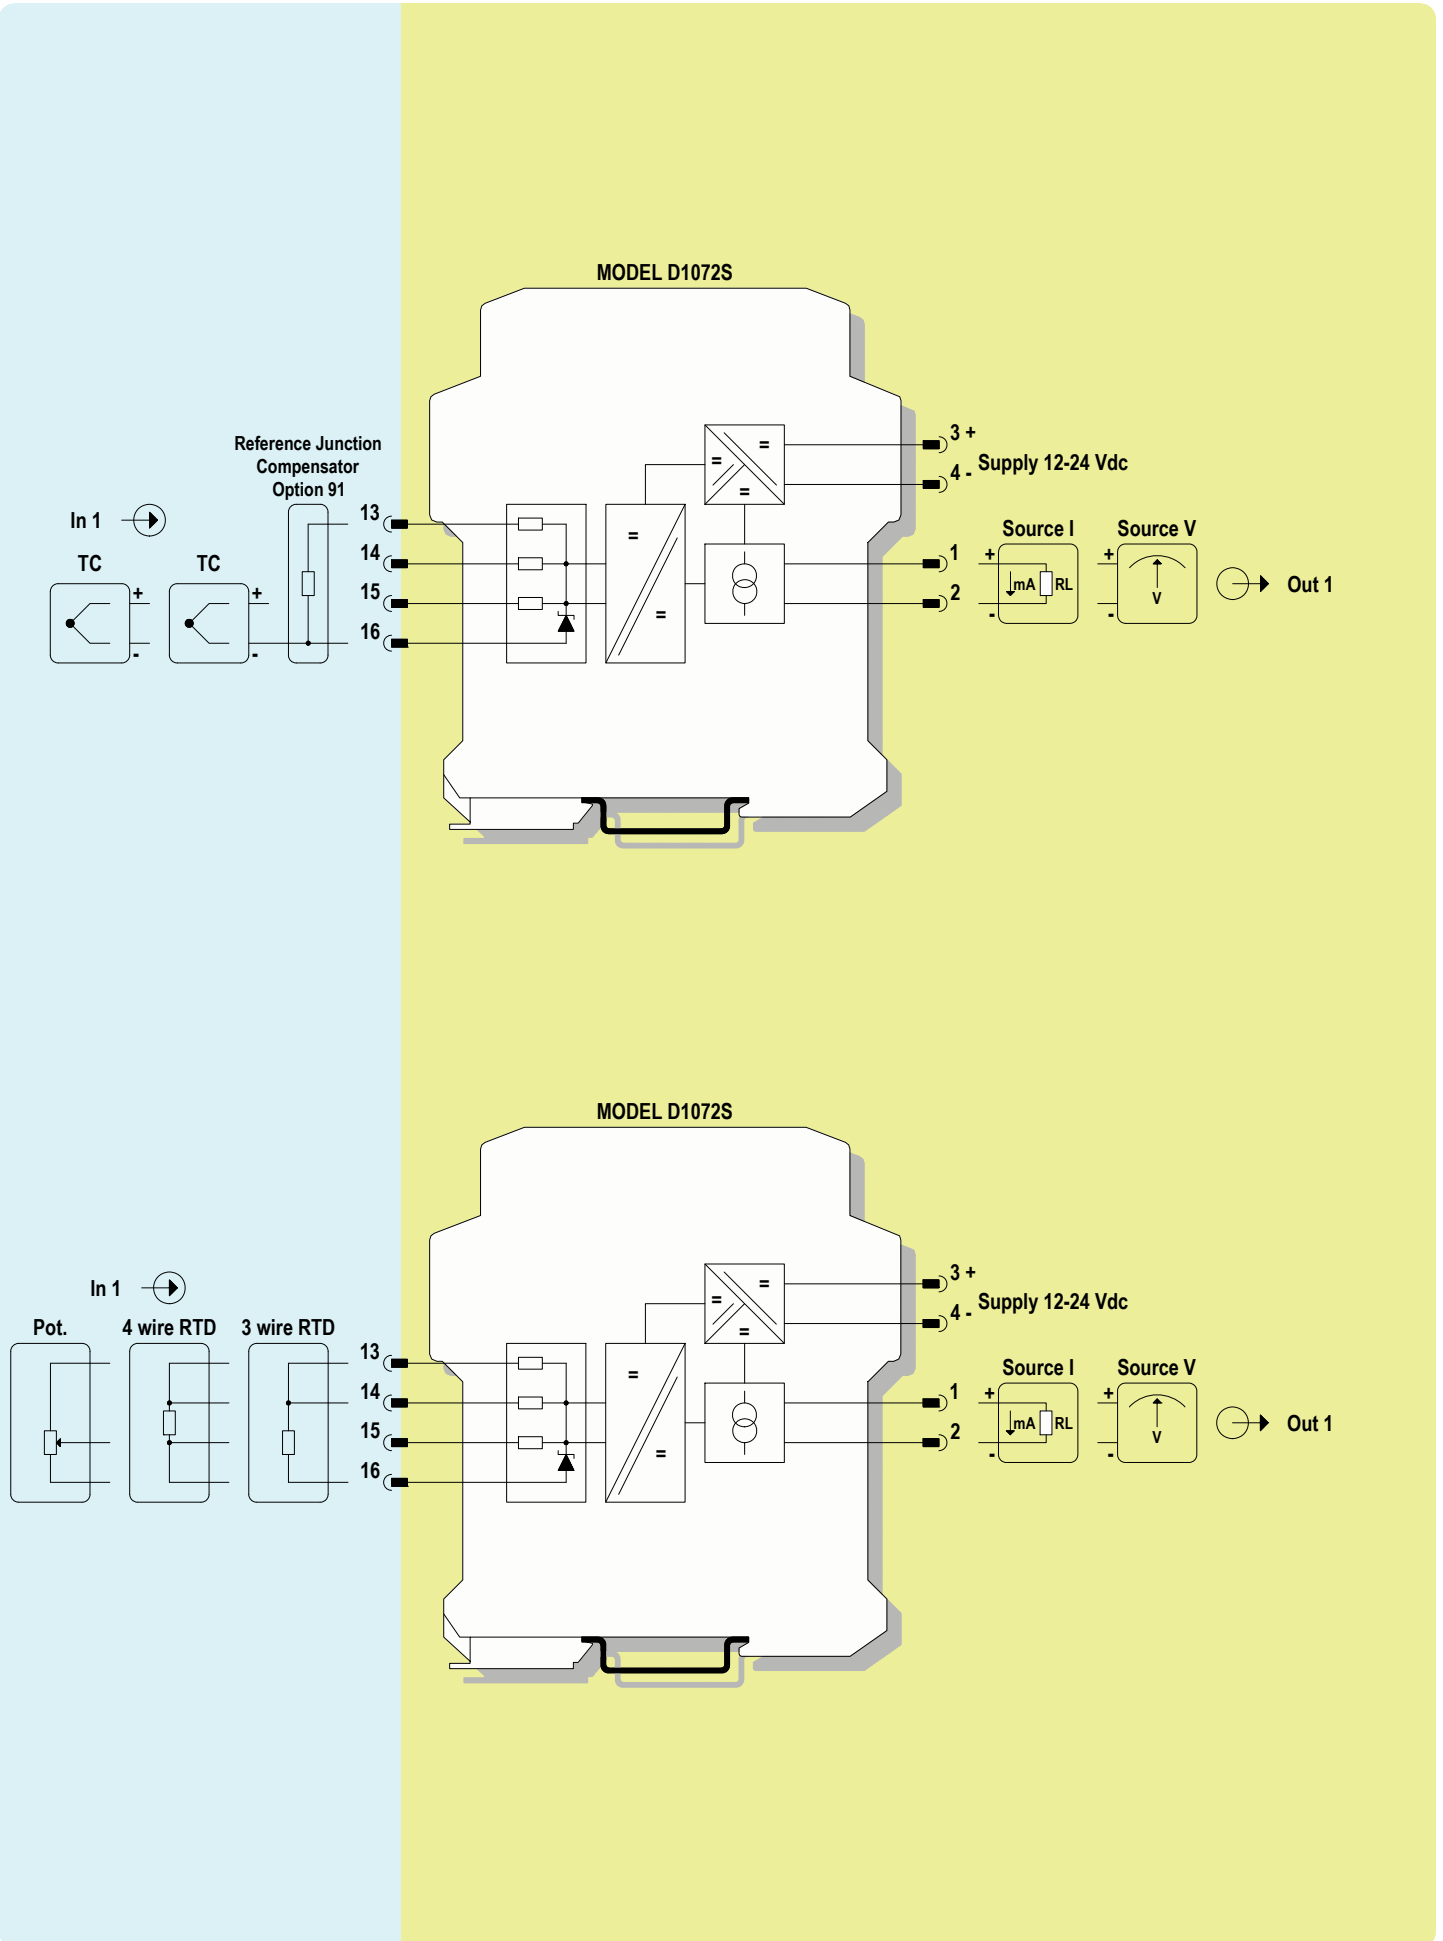 MODEL D1072S
3 +
Supply 12-24 Vdc
4 -
Reference Junction
Compensator
Option 91
In 1
TC
TC
+
-
+
-
13
14
15
16
=
=
=
=
=
1
2
Source I
+
mA
RL
-
Source V
+
V
-
Out 1
MODEL D1072S
3 +
Supply 12-24 Vdc
4 -
In 1
Pot.
4 wire RTD
3 wire RTD
13
14
15
16
=
=
=
=
=
1
2
Source I
+
mA
RL
-
Source V
+
V
-
Out 1